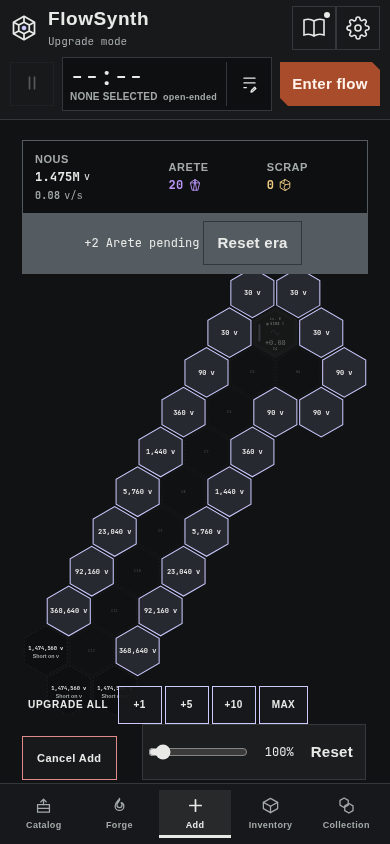 FlowSynth
Upgrade mode
--:--
NONE SELECTED open-ended
Enter flow
NOUS
1.475M v
0.08 v/s
ARETE
20
SCRAP
0
+2 Arete pending
Reset era
30 v
30 v
30 v
+0.08
30 v
90 v
90 v
360 v
90 v
90 v
1,440 v
360 v
5,760 v
1,440 v
23,040 v
5,760 v
92,160 v
23,040 v
368,640 v
92,160 v
1,474,560 v
Short on v
368,640 v
1,474,560 v
Short on v
UPGRADE ALL
+1
+5
+10
MAX
Cancel Add
100%
Reset
Catalog
Forge
Add
Inventory
Collection